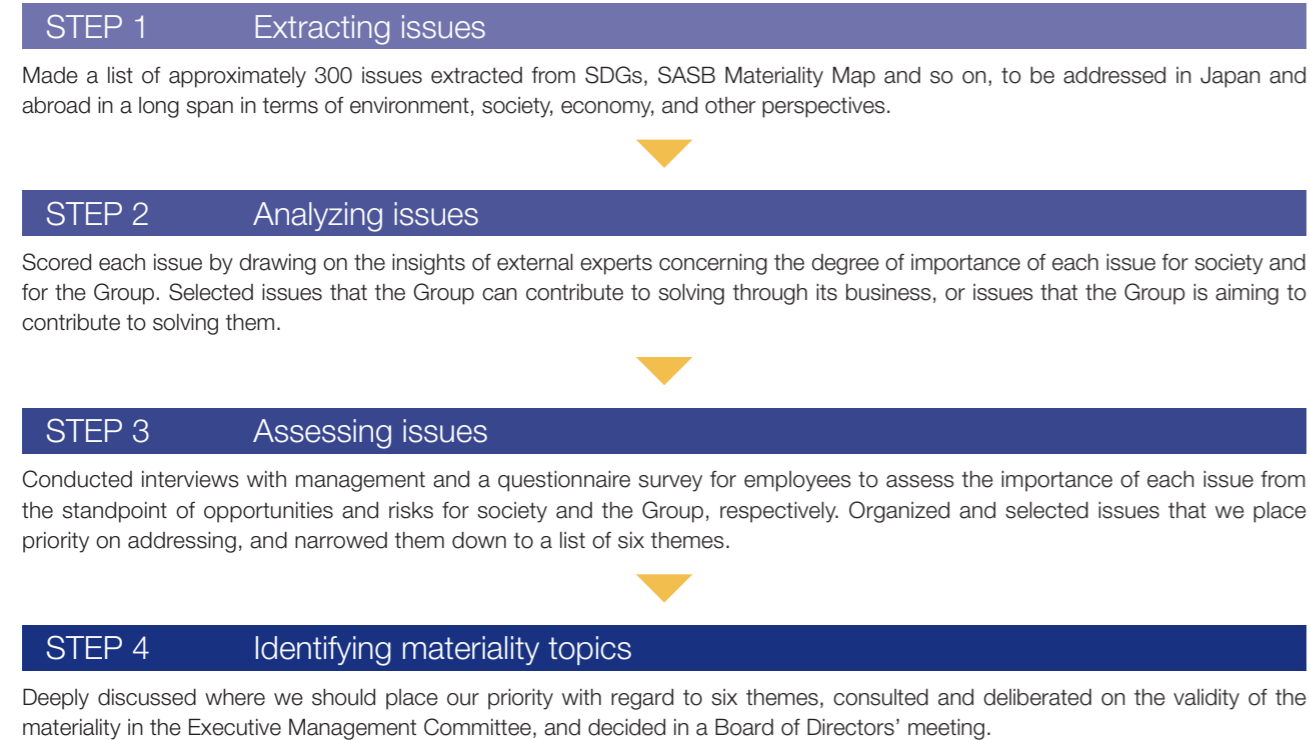 STEP 1 Extracting issues
Made a list of approximately 300 issues extracted from SDGs, SASB Materiality Map and so on, to be addressed in Japan and
abroad in a long span in terms of environment, society, economy, and other perspectives.
STEP 2 Analyzing issues
Scored each issue by drawing on the insights of external experts concerning the degree of importance of each issue for society and
for the Group. Selected issues that the Group can contribute to solving through its business, or issues that the Group is aiming to
contribute to solving them.
STEP 3 Assessing issues
Conducted interviews with management and a questionnaire survey for employees to assess the importance of each issue from
the standpoint of opportunities and risks for society and the Group, respectively. Organized and selected issues that we place
priority on addressing, and narrowed them down to a list of six themes.
STEP 4 Identifying materiality topics
Deeply discussed where we should place our priority with regard to six themes, consulted and deliberated on the validity of the
materiality in the Executive Management Committee, and decided in a Board of Directors’ meeting.